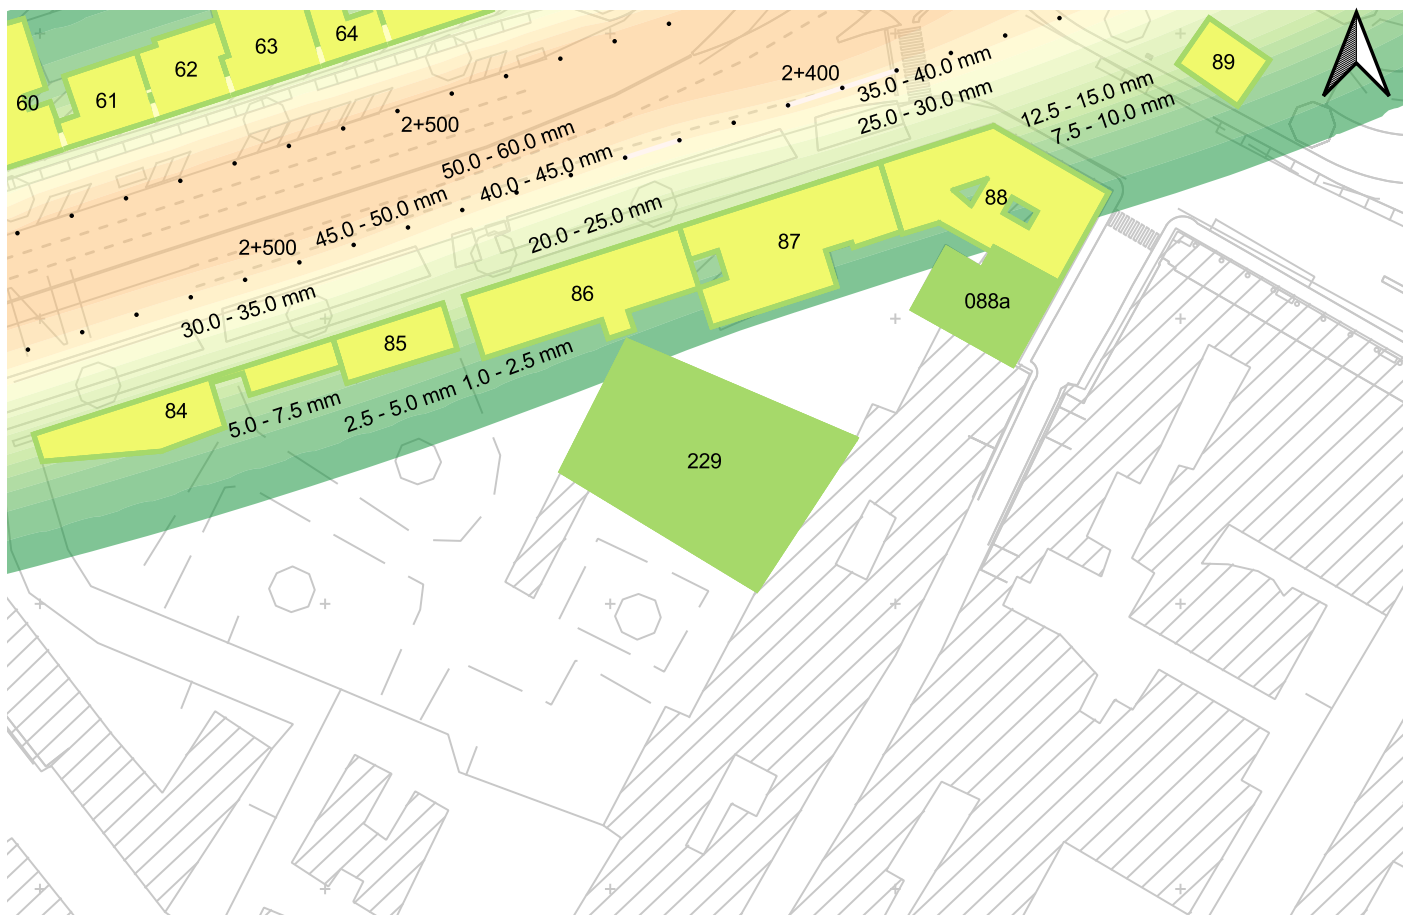 64
63
62
61
60
89
2+400
35.0 - 40.0 mm
25.0 - 30.0 mm
12.5 - 15.0 mm
7.5 - 10.0 mm
2+500
50.0 - 60.0 mm
40.0 - 45.0 mm
45.0 - 50.0 mm
20.0 - 25.0 mm
88
87
2+500
30.0 - 35.0 mm
86
088a
85
84
5.0 - 7.5 mm
2.5 - 5.0 mm
1.0 - 2.5 mm
229